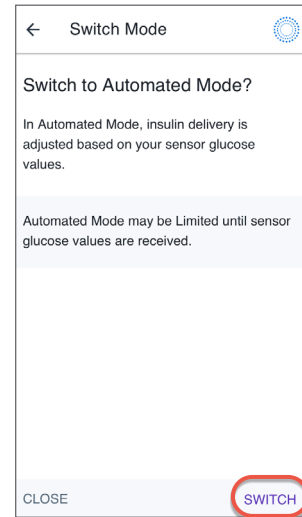 Switch Mode
Switch to Automated Mode?
In Automated Mode, insulin delivery is
adjusted based on your sensor glucose
values.
Automated Mode may be Limited until sensor
glucose values are received.
CLOSE SWITCH